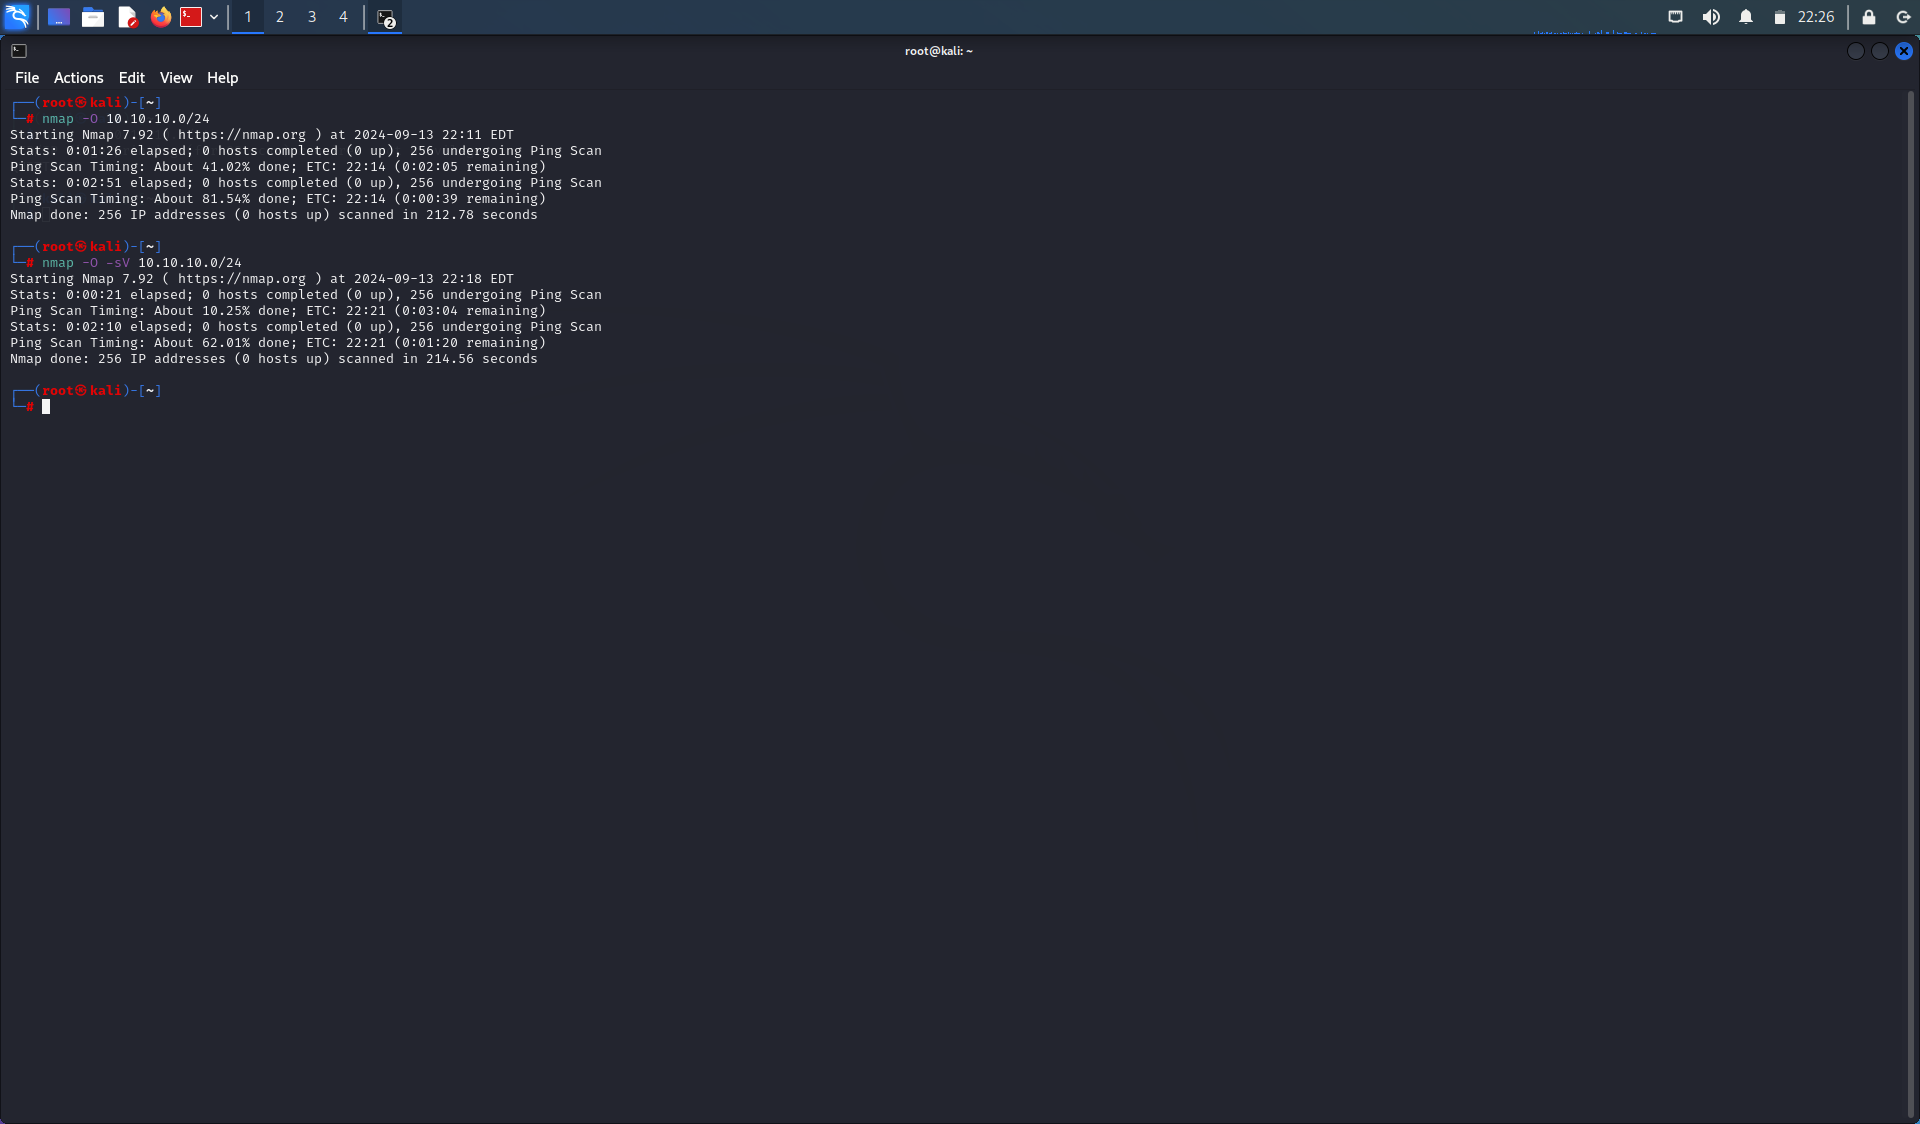 1 2 3 4 2 22:26
root@kali: ~
File Actions Edit View Help
┌──(root㉿kali)-[~]
└─# nmap -O 10.10.10.0/24
Starting Nmap 7.92 ( https://nmap.org ) at 2024-09-13 22:11 EDT
Stats: 0:01:26 elapsed; 0 hosts completed (0 up), 256 undergoing Ping Scan
Ping Scan Timing: About 41.02% done; ETC: 22:14 (0:02:05 remaining)
Stats: 0:02:51 elapsed; 0 hosts completed (0 up), 256 undergoing Ping Scan
Ping Scan Timing: About 81.54% done; ETC: 22:14 (0:00:39 remaining)
Nmap done: 256 IP addresses (0 hosts up) scanned in 212.78 seconds
┌──(root㉿kali)-[~]
└─# nmap -O -sV 10.10.10.0/24
Starting Nmap 7.92 ( https://nmap.org ) at 2024-09-13 22:18 EDT
Stats: 0:00:21 elapsed; 0 hosts completed (0 up), 256 undergoing Ping Scan
Ping Scan Timing: About 10.25% done; ETC: 22:21 (0:03:04 remaining)
Stats: 0:02:10 elapsed; 0 hosts completed (0 up), 256 undergoing Ping Scan
Ping Scan Timing: About 62.01% done; ETC: 22:21 (0:01:20 remaining)
Nmap done: 256 IP addresses (0 hosts up) scanned in 214.56 seconds
┌──(root㉿kali)-[~]
└─#